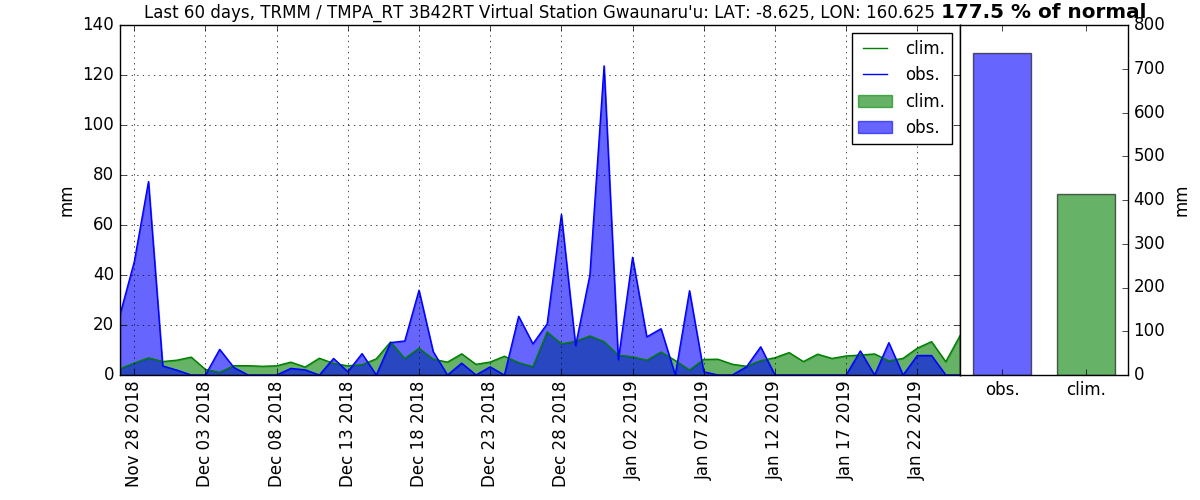 Last 60 days, TRMM / TMPA_RT 3B42RT Virtual Station Gwaunaru'u: LAT: -8.625, LON: 160.625 177.5 % of normal
140
120
100
80
60
40
20
0
mm
clim.
obs.
clim.
obs.
800
700
600
500
400
300
200
100
0
mm
Nov 28 2018
Dec 03 2018
Dec 08 2018
Dec 13 2018
Dec 18 2018
Dec 23 2018
Dec 28 2018
Jan 02 2019
Jan 07 2019
Jan 12 2019
Jan 17 2019
Jan 22 2019
obs.
clim.